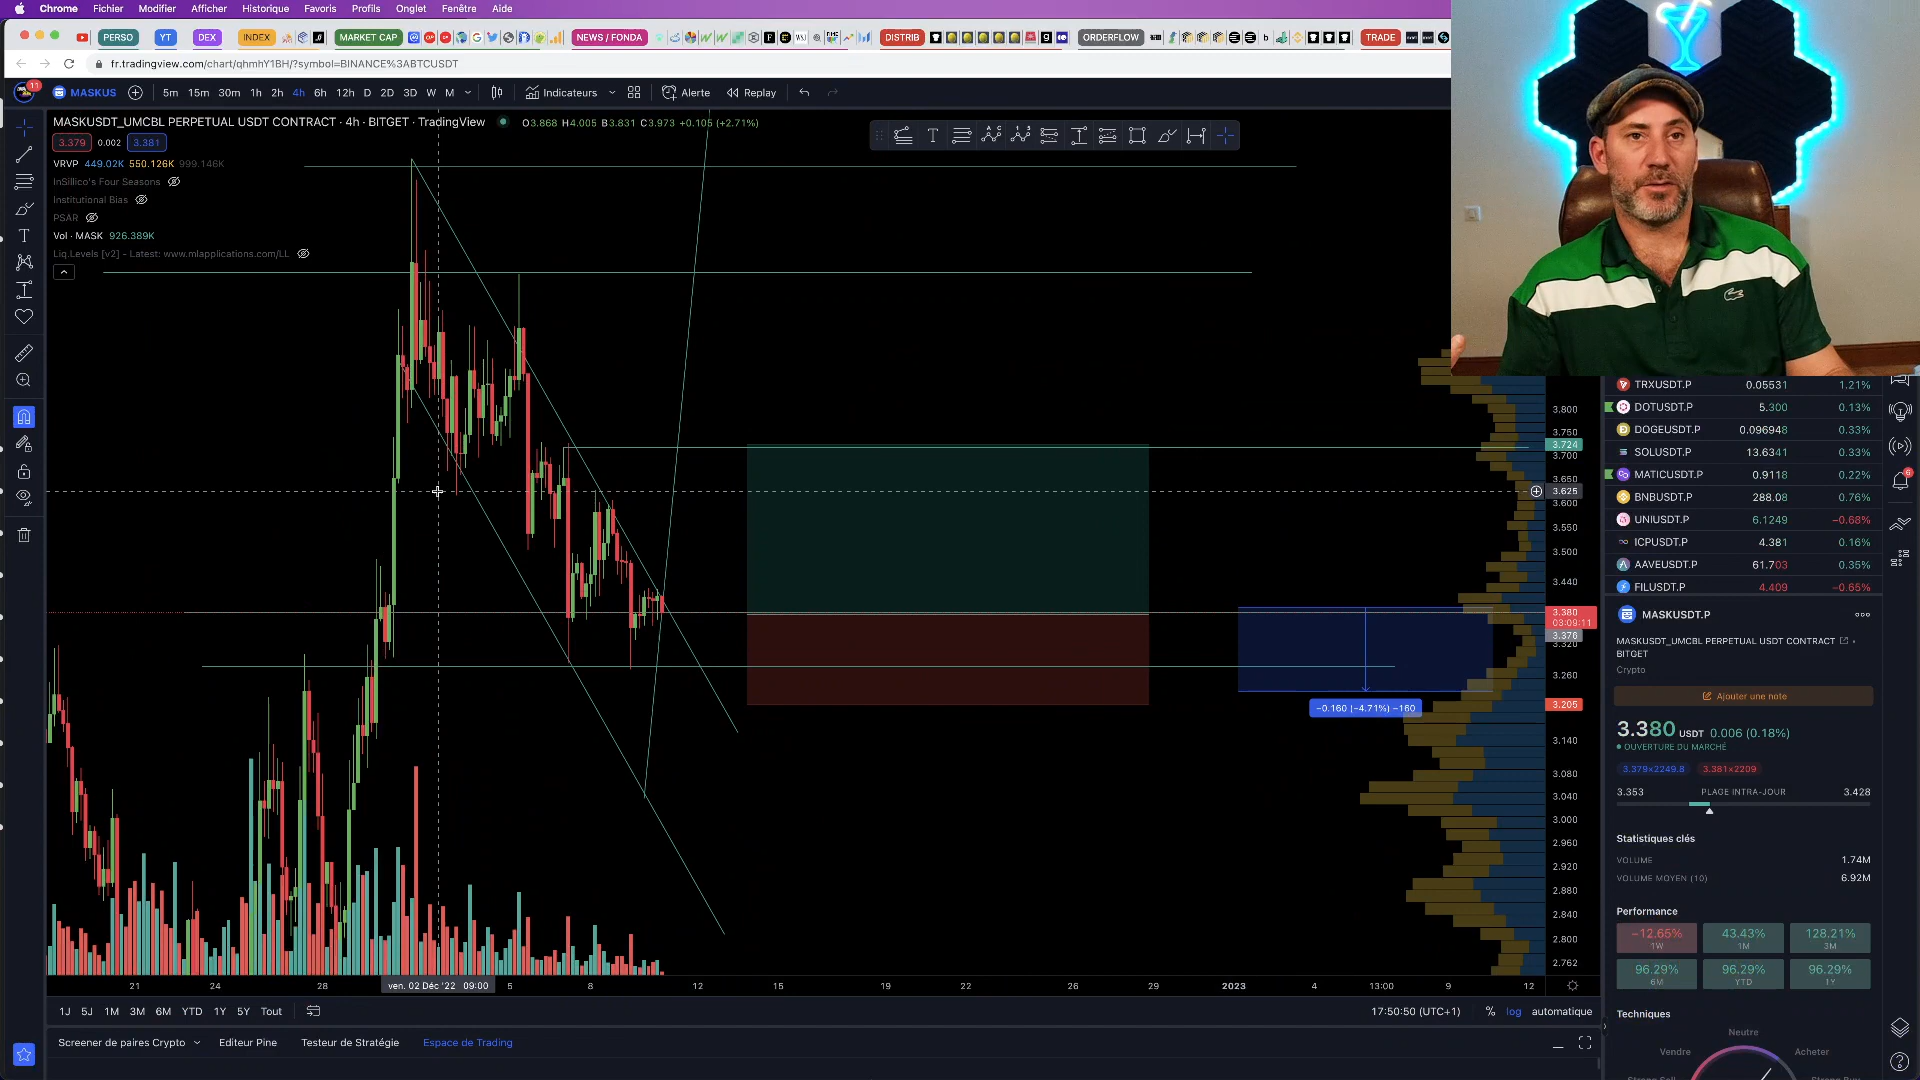 Chrome Fichier Modifier Afficher Historique Favoris Profils Onglet Fenêtre Aide
PERSO YT DEX INDEX MARKET CAP NEWS / FONDA DISTRIB ORDERFLOW TRADE
fr.tradingview.com/chart/qhmhY1BH/?symbol=BINANCE%3ABTCUSDT
11 MASKUS 5m 15m 30m 1h 2h 4h 6h 12h D 2D 3D W M Indicateurs Alerte Replay
MASKUSDT_UMCBL PERPETUAL USDT CONTRACT · 4h · BITGET · TradingView O3.868 H4.005 B3.831 C3.973 +0.105 (+2.71%)
3.379 0.002 3.381
VRVP 449.02K 550.126K 999.146K
InSillico's Four Seasons
Institutional Bias
PSAR
Vol · MASK 926.389K
Liq.Levels [v2] - Latest: www.mlapplications.com/LL
3.800
3.750
3.724
3.700
3.650
3.625
3.600
3.550
3.500
3.440
3.380
03:09:11
3.376
3.320
3.260
3.205
3.140
3.080
3.040
3.000
2.960
2.920
2.880
2.840
2.800
2.762
−0.160 (−4.71%) −160
21 24 28 ven. 02 Déc '22 09:00 5 8 12 15 19 22 26 29 2023 4 13:00 9 12
1J 5J 1M 3M 6M YTD 1Y 5Y Tout 17:50:50 (UTC+1) % log automatique
Screener de paires Crypto Editeur Pine Testeur de Stratégie Espace de Trading
TRXUSDT.P 0.05531 1.21%
DOTUSDT.P 5.300 0.13%
DOGEUSDT.P 0.096948 0.33%
SOLUSDT.P 13.6341 0.33%
MATICUSDT.P 0.9118 0.22%
BNBUSDT.P 288.08 0.76%
UNIUSDT.P 6.1249 −0.68%
ICPUSDT.P 4.381 0.16%
AAVEUSDT.P 61.703 0.35%
FILUSDT.P 4.409 −0.65%
6
MASKUSDT.P
MASKUSDT_UMCBL PERPETUAL USDT CONTRACT
BITGET
Crypto
Ajouter une note
3.380 USDT 0.006 (0.18%)
OUVERTURE DU MARCHÉ
3.379×2249.8 3.381×2209
3.353 PLAGE INTRA-JOUR 3.428
Statistiques clés
VOLUME 1.74M
VOLUME MOYEN (10) 6.92M
Performance
−12.65% 43.43% 128.21%
1W 1M 3M
96.29% 96.29% 96.29%
6M YTD 1Y
Techniques
Neutre
Vendre Acheter